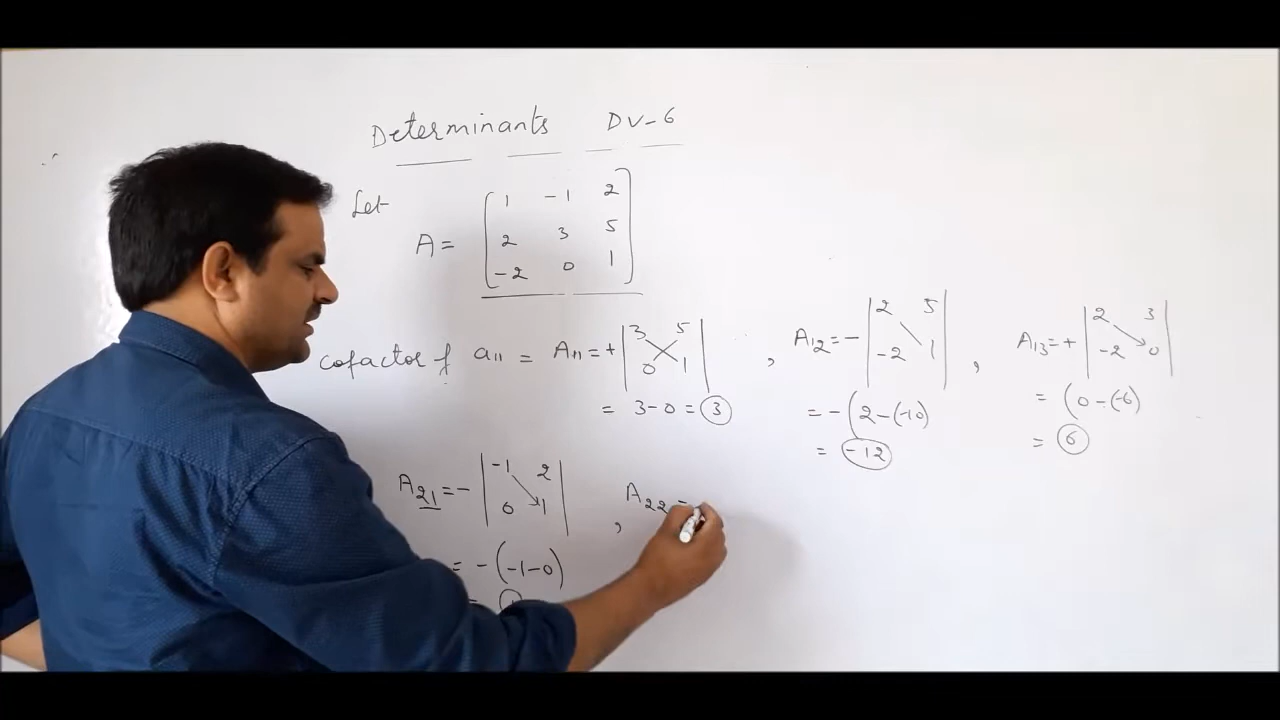 Determinants DV-6
Let
A = [ 1 -1 2
2 3 5
-2 0 1 ]
cofactor of a11 = A11 = + | 3 5 | , A12 = - | 2 5 | , A13 = + | 2 3 |
| 0 1 | | -2 1 | | -2 0 |
= 3-0 = 3 = - (2-(-10) = (0-(-6)
= -12 = 6
A21 = - | -1 2 | , A22 =
| 0 1 |
= - (-1-0)
=